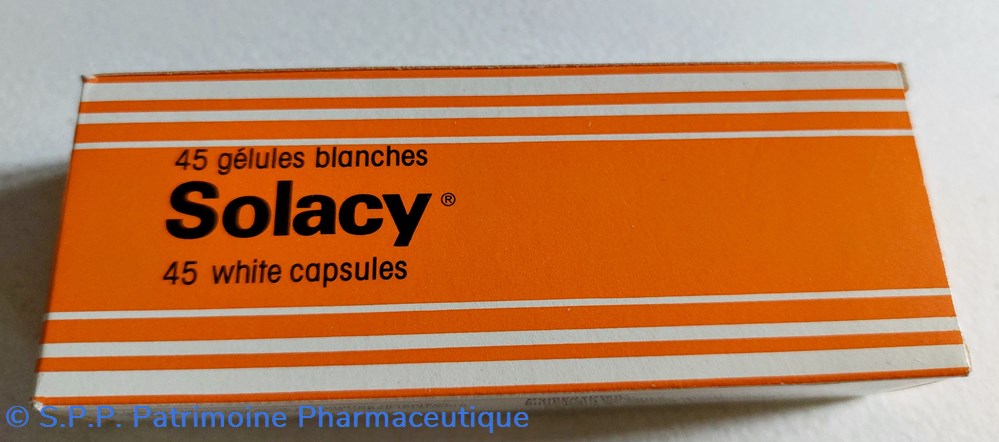 45 gélules blanches
Solacy®
45 white capsules
© S.P.P. Patrimoine Pharmaceutique